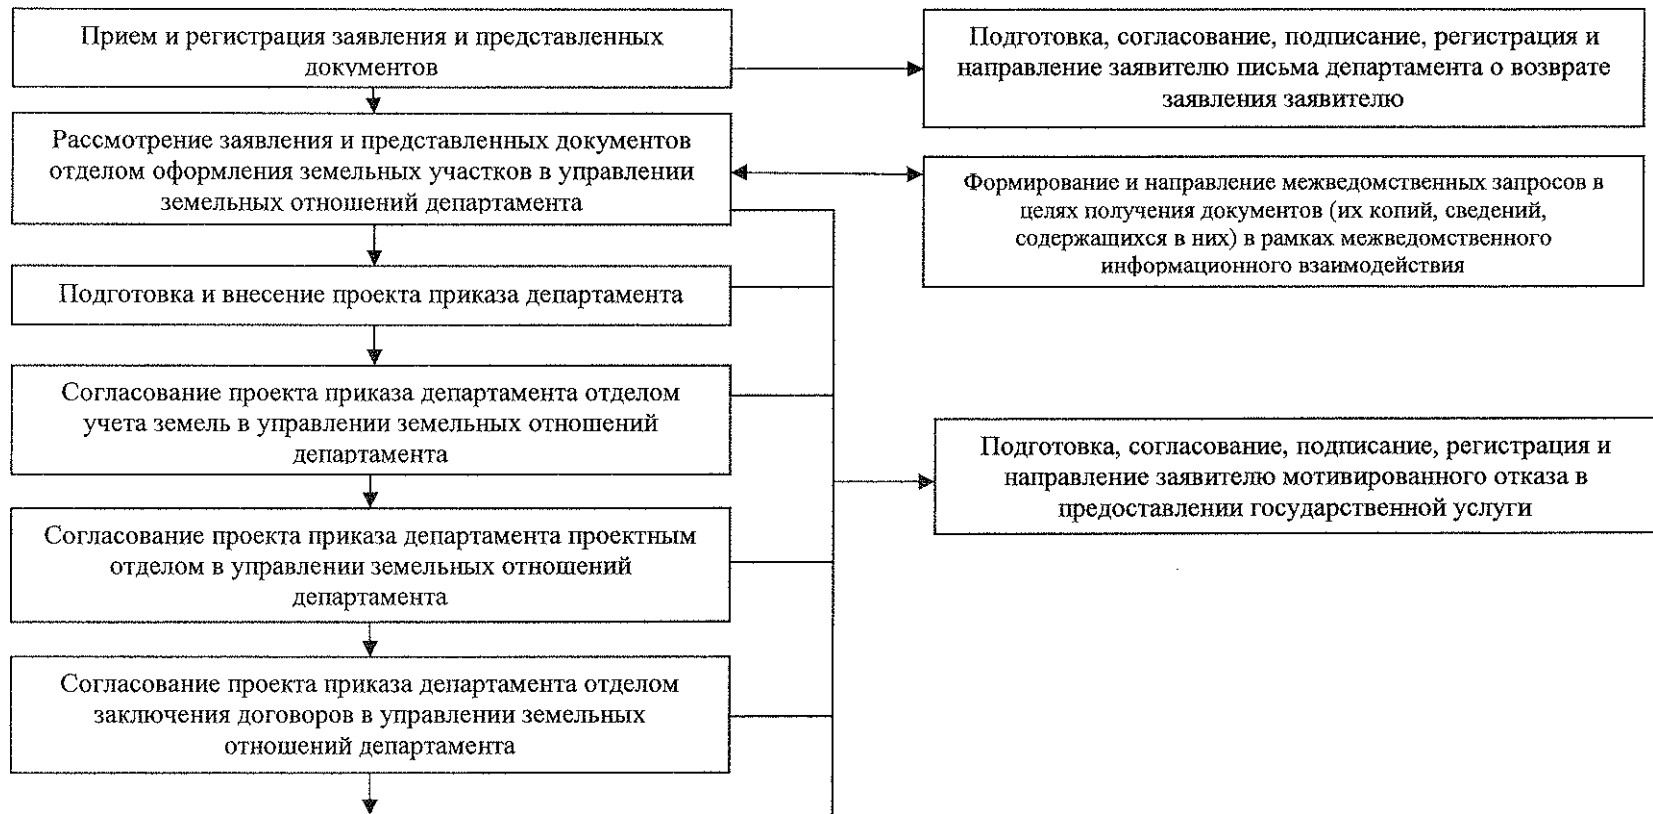 Прием и регистрация заявления и представленных
документов
Подготовка, согласование, подписание, регистрация и
направление заявителю письма департамента о возврате
заявления заявителю
Рассмотрение заявления и представленных документов
отделом оформления земельных участков в управлении
земельных отношений департамента
Формирование и направление межведомственных запросов в
целях получения документов (их копий, сведений,
содержащихся в них) в рамках межведомственного
информационного взаимодействия
Подготовка и внесение проекта приказа департамента
Согласование проекта приказа департамента отделом
учета земель в управлении земельных отношений
департамента
Подготовка, согласование, подписание, регистрация и
направление заявителю мотивированного отказа в
предоставлении государственной услуги
Согласование проекта приказа департамента проектным
отделом в управлении земельных отношений
департамента
Согласование проекта приказа департамента отделом
заключения договоров в управлении земельных
отношений департамента